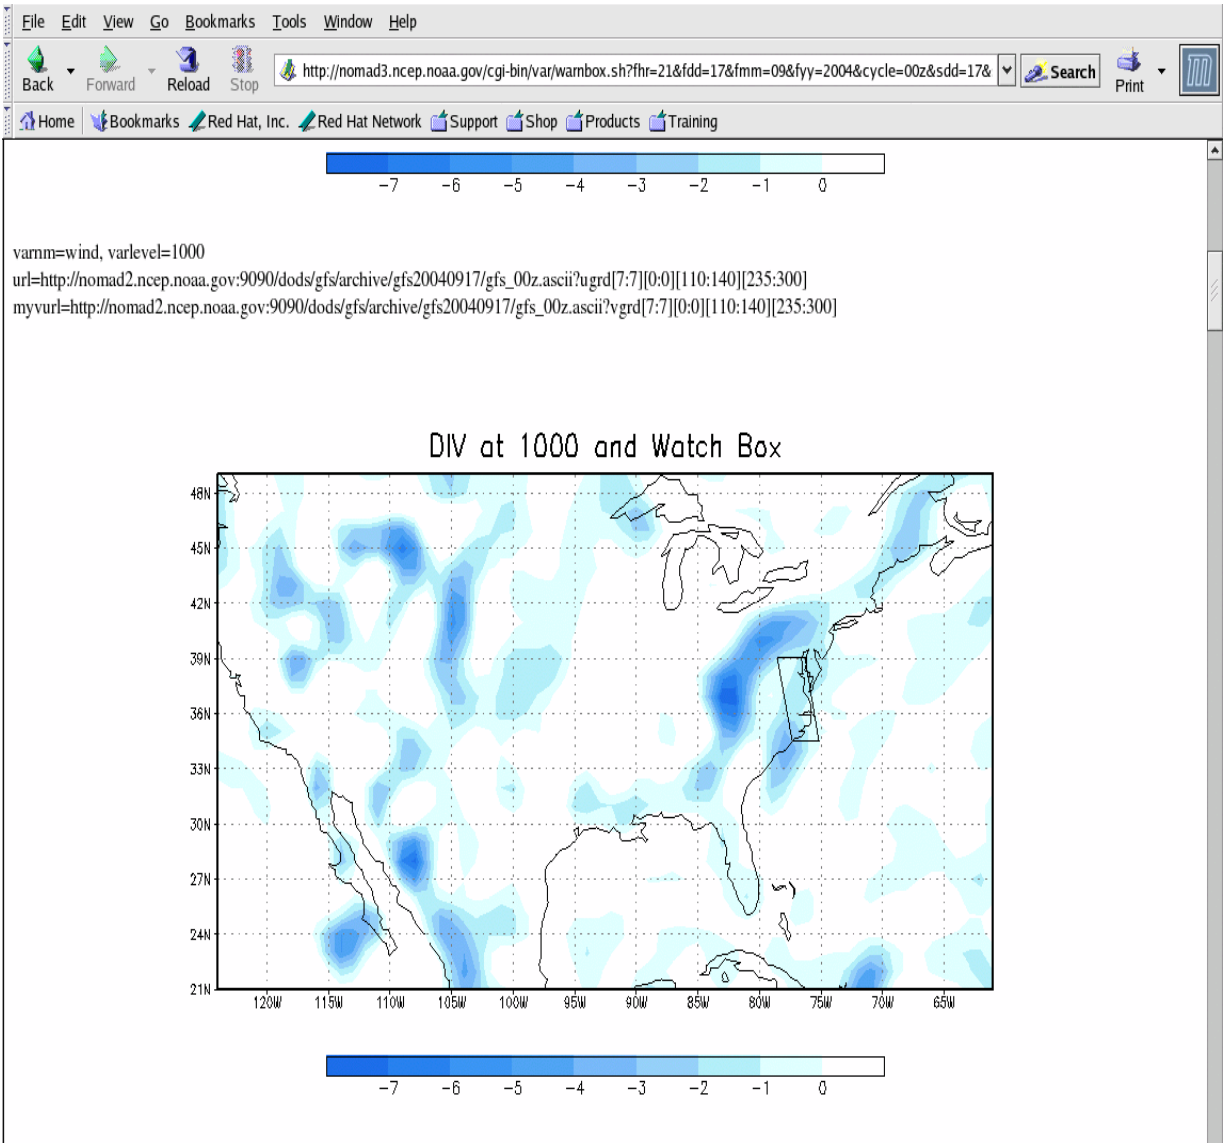 File Edit View Go Bookmarks Tools Window Help
http://nomad3.ncep.noaa.gov/cgi-bin/var/warnbox.sh?fhr=21&fdd=17&fmm=09&fyy=2004&cycle=00z&sdd=17& Search
Back Forward Reload Stop Print
Home Bookmarks Red Hat, Inc. Red Hat Network Support Shop Products Training
-7 -6 -5 -4 -3 -2 -1 0
varnm=wind, varlevel=1000
url=http://nomad2.ncep.noaa.gov:9090/dods/gfs/archive/gfs20040917/gfs_00z.ascii?ugrd[7:7][0:0][110:140][235:300]
myvurl=http://nomad2.ncep.noaa.gov:9090/dods/gfs/archive/gfs20040917/gfs_00z.ascii?vgrd[7:7][0:0][110:140][235:300]
DIV at 1000 and Watch Box
48N
45N
42N
39N
36N
33N
30N
27N
24N
21N
120W 115W 110W 105W 100W 95W 90W 85W 80W 75W 70W 65W
-7 -6 -5 -4 -3 -2 -1 0